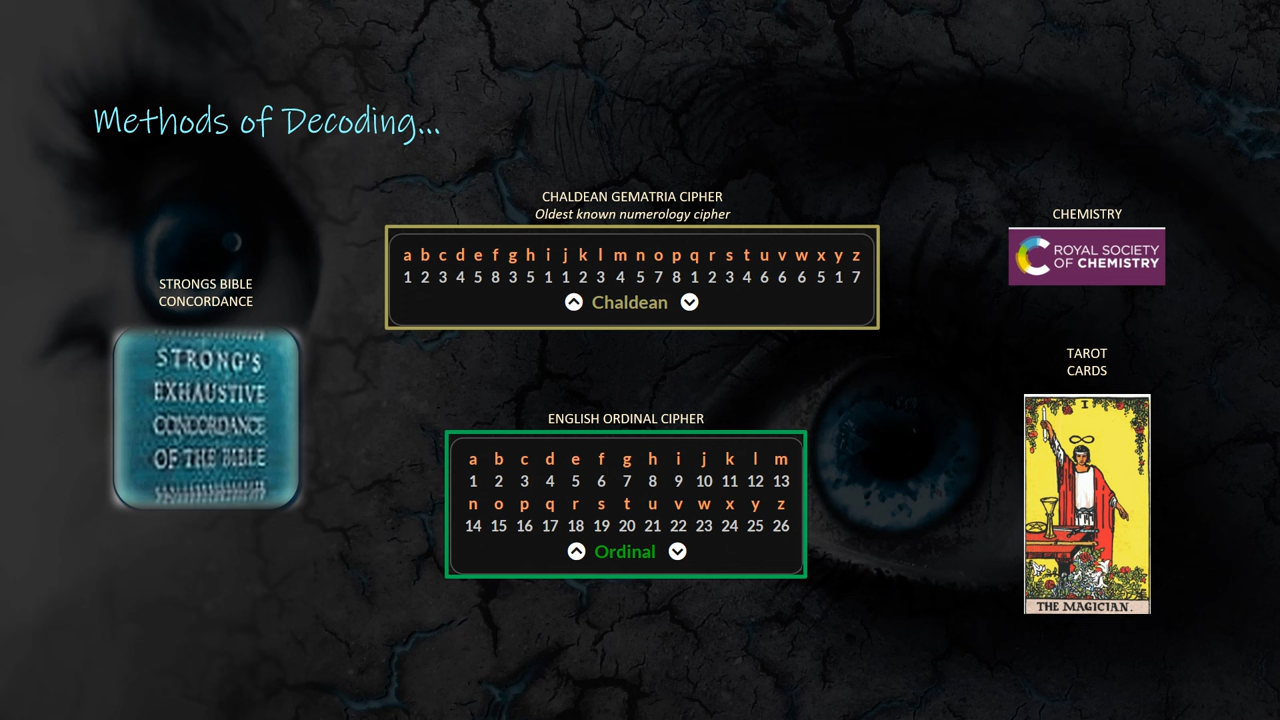 Methods of Decoding...
STRONGS BIBLE
CONCORDANCE
STRONG'S
EXHAUSTIVE
CONCORDANCE
OF THE BIBLE
CHALDEAN GEMATRIA CIPHER
Oldest known numerology cipher
a b c d e f g h i j k l m n o p q r s t u v w x y z
1 2 3 4 5 8 3 5 1 1 2 3 4 5 7 8 1 2 3 4 6 6 6 5 1 7
Chaldean
ENGLISH ORDINAL CIPHER
a b c d e f g h i j k l m
1 2 3 4 5 6 7 8 9 10 11 12 13
n o p q r s t u v w x y z
14 15 16 17 18 19 20 21 22 23 24 25 26
Ordinal
CHEMISTRY
ROYAL SOCIETY
OF CHEMISTRY
TAROT
CARDS
I
THE MAGICIAN.